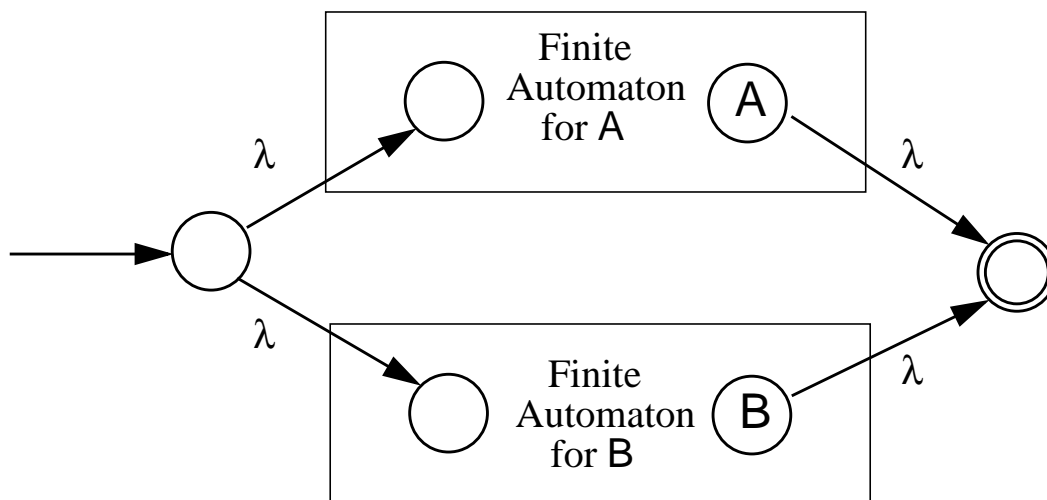 Finite
Automaton
for A
A
λ
λ
λ
λ
Finite
Automaton
for B
B